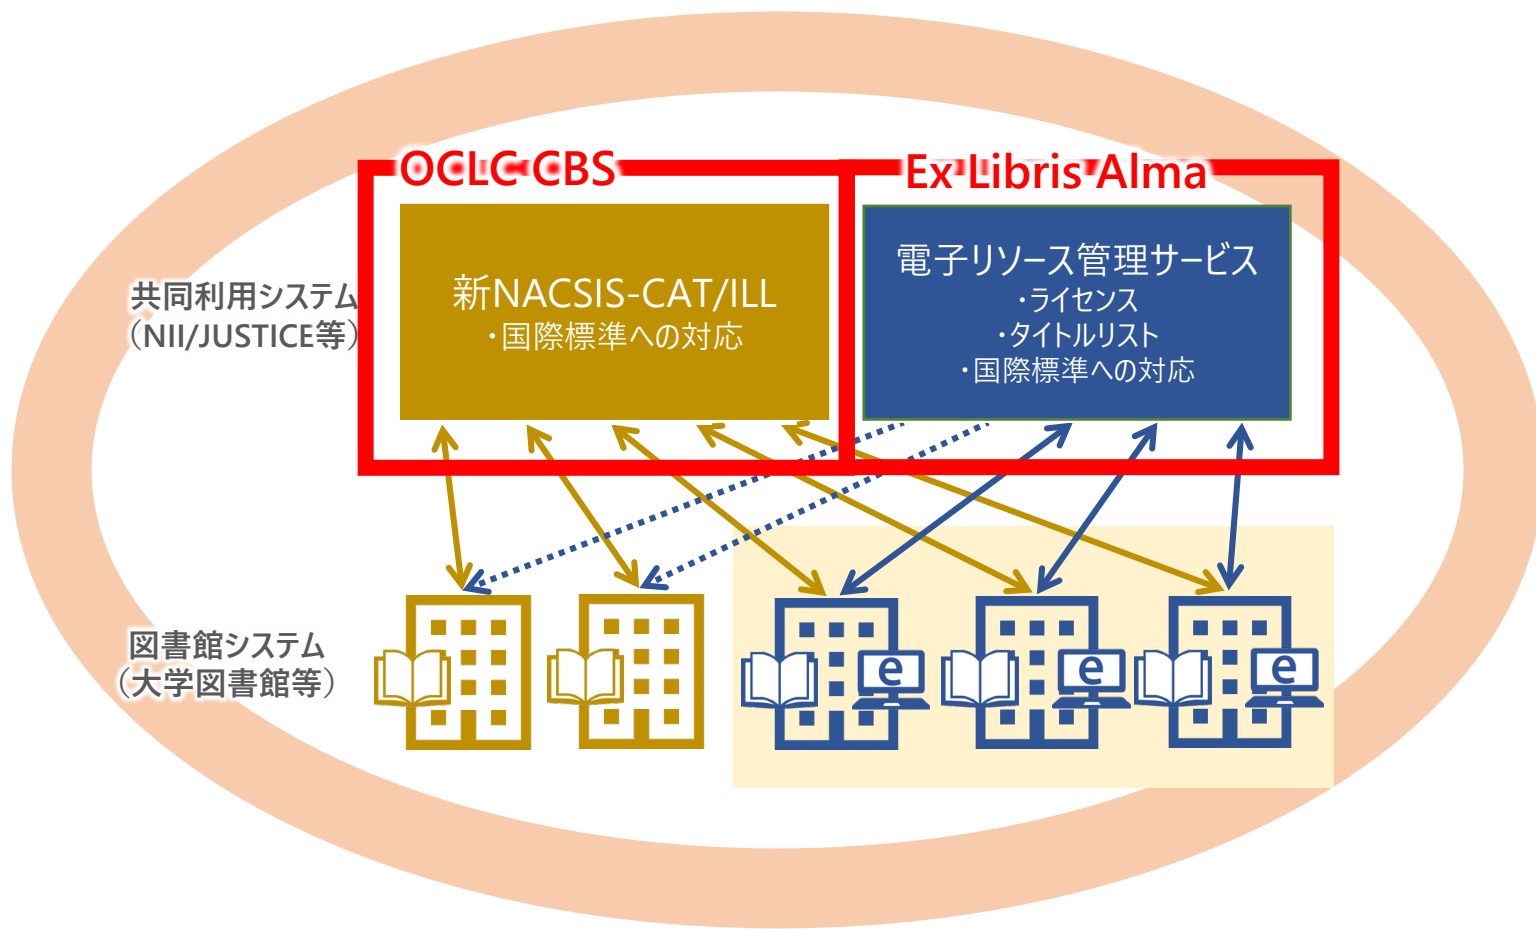 OCLC CBS
Ex Libris Alma
新NACSIS-CAT/ILL
・国際標準への対応
電子リソース管理サービス
・ライセンス
・タイトルリスト
・国際標準への対応
共同利用システム
（NII/JUSTICE等）
図書館システム
（大学図書館等）
e
e
e